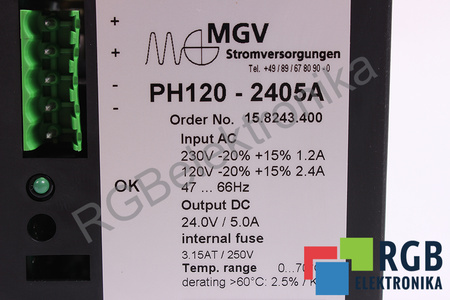 +
+
-
-
OK
MGV
Stromversorgungen
Tel. +49 / 89 / 67 80 90 - 0
PH120 - 2405A
Order No. 15.8243.400
Input AC
230V -20% +15% 1.2A
120V -20% +15% 2.4A
47 ... 66Hz
Output DC
24.0V / 5.0A
internal fuse
3.15AT / 250V
Temp. range 0...70°
derating >60°C: 2.5% / K
RGBelektronika
RGB
ELEKTRONIKA